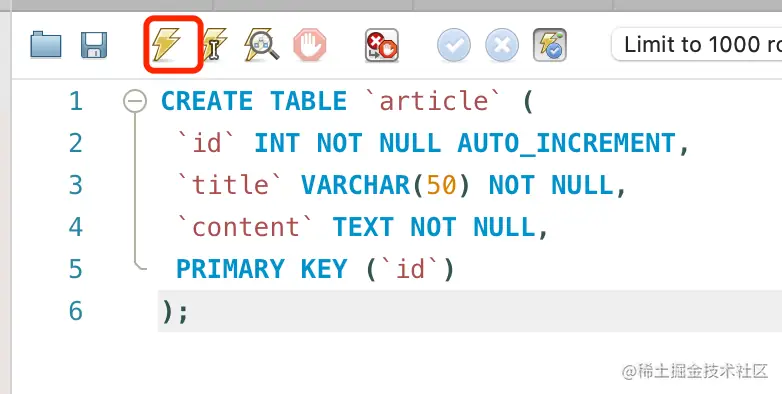 Limit to 1000 ro
1 CREATE TABLE `article` (
2 `id` INT NOT NULL AUTO_INCREMENT,
3 `title` VARCHAR(50) NOT NULL,
4 `content` TEXT NOT NULL,
5 PRIMARY KEY (`id`)
6 );
@稀土掘金技术社区